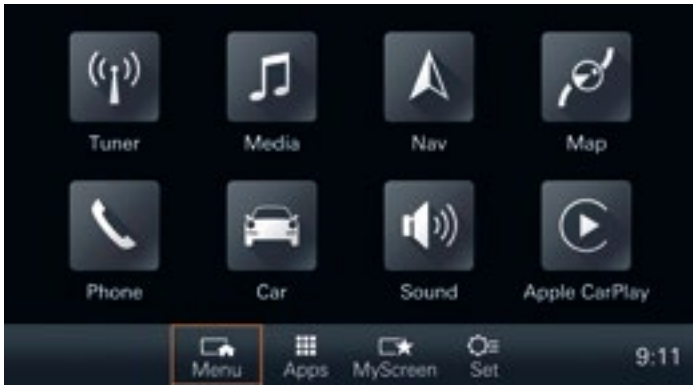 Tuner Media Nav Map
Phone Car Sound Apple CarPlay
Menu Apps MyScreen Set 9:11